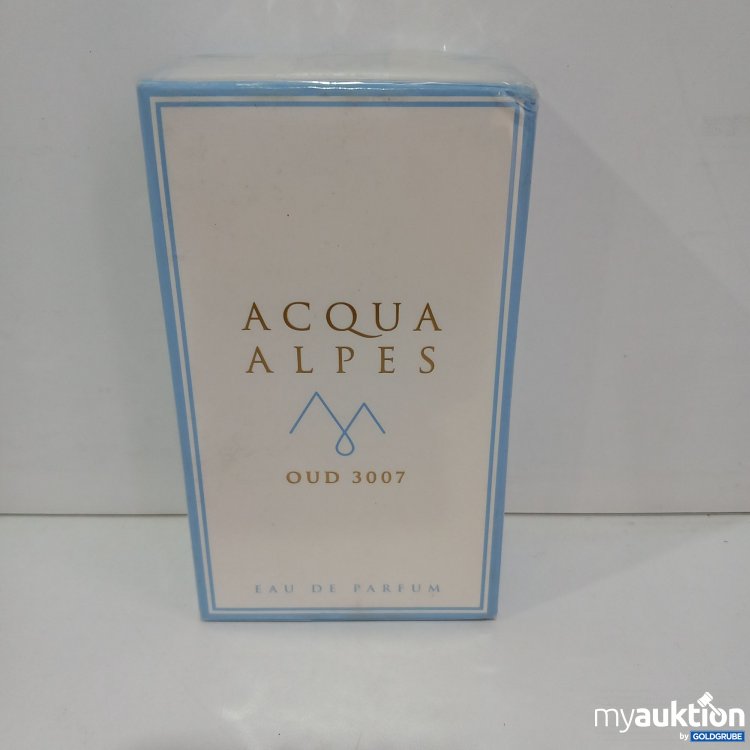 ACQUA
ALPES
OUD 3007
EAU DE PARFUM
myauktion
by GOLDGRUBE